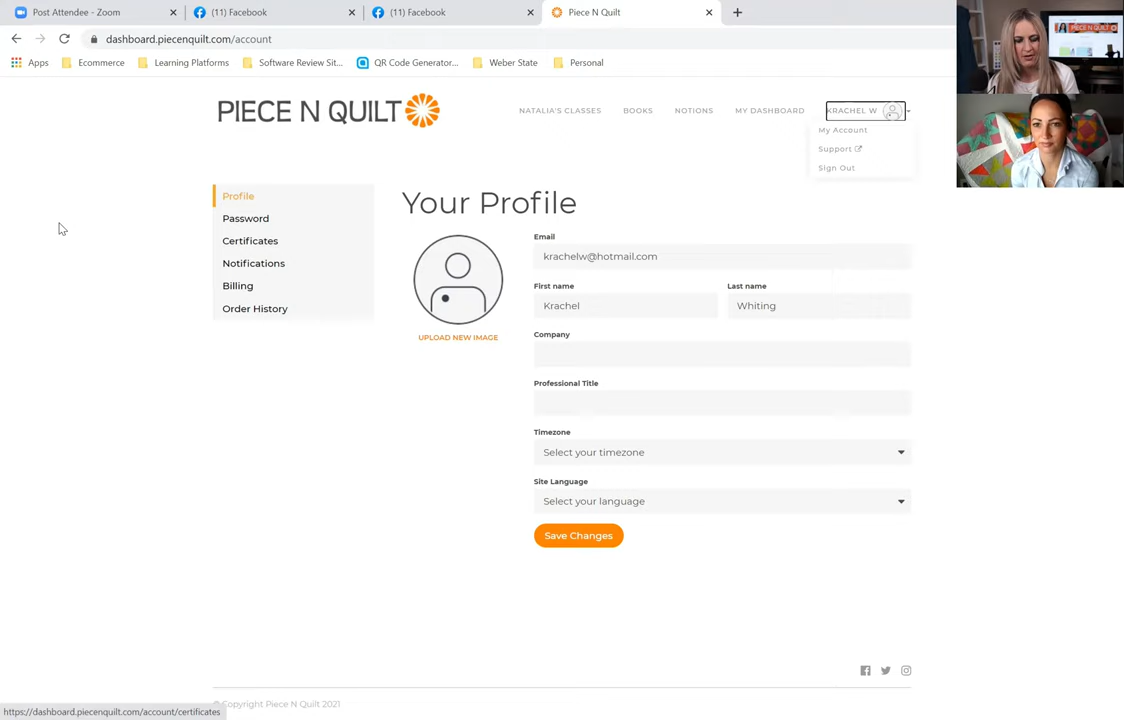 Post Attendee - Zoom
(11) Facebook
(11) Facebook
Piece N Quilt
dashboard.piecenquilt.com/account
Apps
Ecommerce
Learning Platforms
Software Review Sit...
QR Code Generator...
Weber State
Personal
PIECE N QUILT
NATALIA'S CLASSES
BOOKS
NOTIONS
MY DASHBOARD
KRACHEL W
My Account
Support
Sign Out
Profile
Password
Certificates
Notifications
Billing
Order History
Your Profile
UPLOAD NEW IMAGE
Email
krachelw@hotmail.com
First name
Last name
Krachel
Whiting
Company
Professional Title
Timezone
Select your timezone
Site Language
Select your language
Save Changes
© Copyright Piece N Quilt 2021
https://dashboard.piecenquilt.com/account/certificates